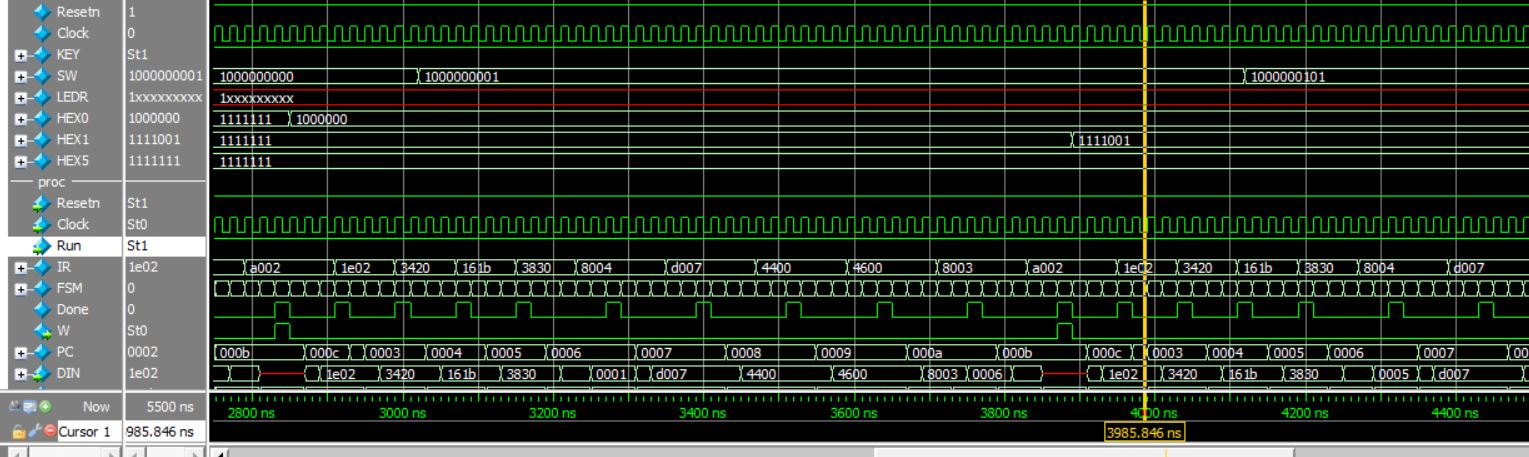 Resetn 1
Clock 0
KEY St1
SW 1000000001 1000000000 1000000001 1000000101
LEDR 1xxxxxxxxx 1xxxxxxxxx
HEX0 1000000 1111111 1000000
HEX1 1111001 1111111 1111001
HEX5 1111111 1111111
proc
Resetn St1
Clock St0
Run St1
IR 1e02 a002 1e02 3420 161b 3830 8004 d007 4400 4600 8003 a002 1e02 3420 161b 3830 8004 d007
FSM 0
Done 0
W St0
PC 0002 000b 000c 0003 0004 0005 0006 0007 0008 0009 000a 000b 000c 0003 0004 0005 0006 0007 00
DIN 1e02 1e02 3420 161b 3830 0001 d007 4400 4600 8003 0006 1e02 3420 161b 3830 0005 d007
Now 5500 ns 2800 ns 3000 ns 3200 ns 3400 ns 3600 ns 3800 ns 4000 ns 4200 ns 4400 ns
Cursor 1 985.846 ns 3985.846 ns